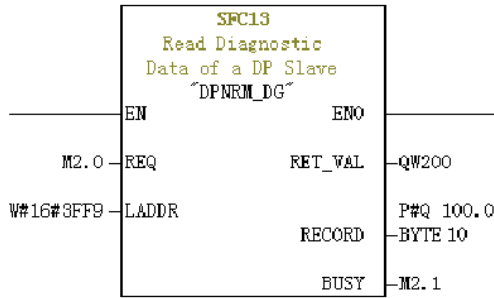 SFC13
Read Diagnostic
Data of a DP Slave
"DPNRM_DG"
EN ENO
M2.0 REQ RET_VAL QW200
W#16#3FF9 LADDR P#Q 100.0
RECORD BYTE 10
BUSY M2.1